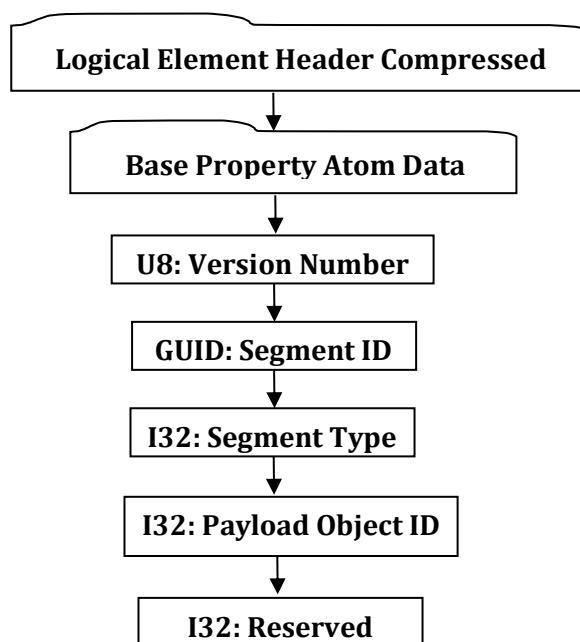 Logical Element Header Compressed
Base Property Atom Data
U8: Version Number
GUID: Segment ID
I32: Segment Type
I32: Payload Object ID
I32: Reserved